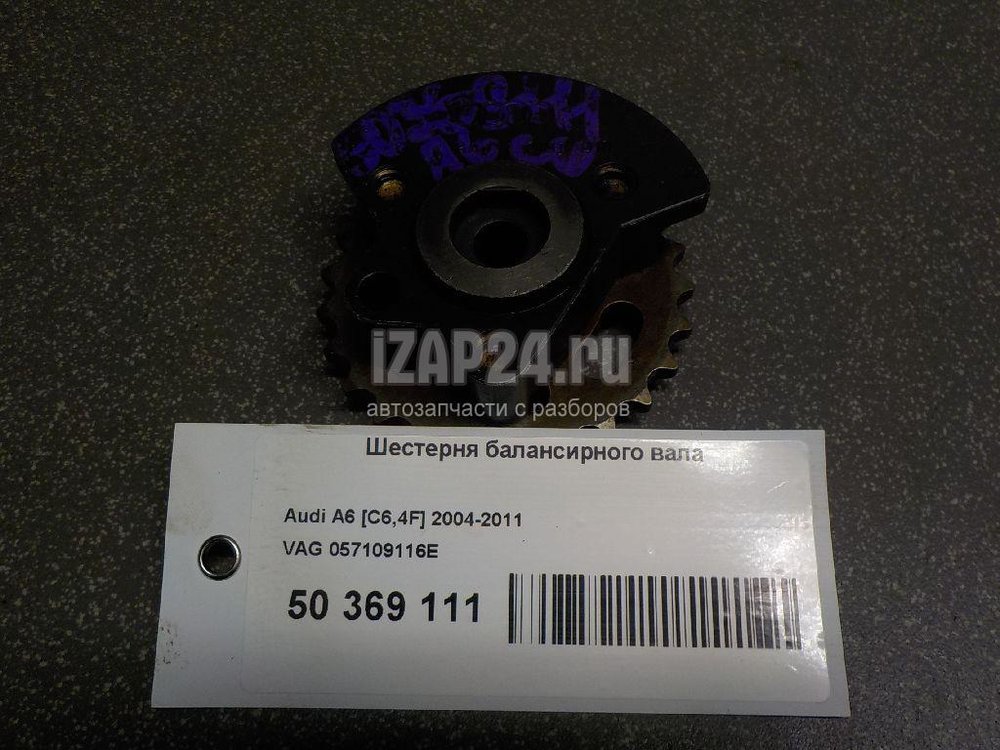 iZAP24.ru
автозапчасти с разборов
Шестерня балансирного вала
Audi A6 [C6,4F] 2004-2011
VAG 057109116E
50 369 111